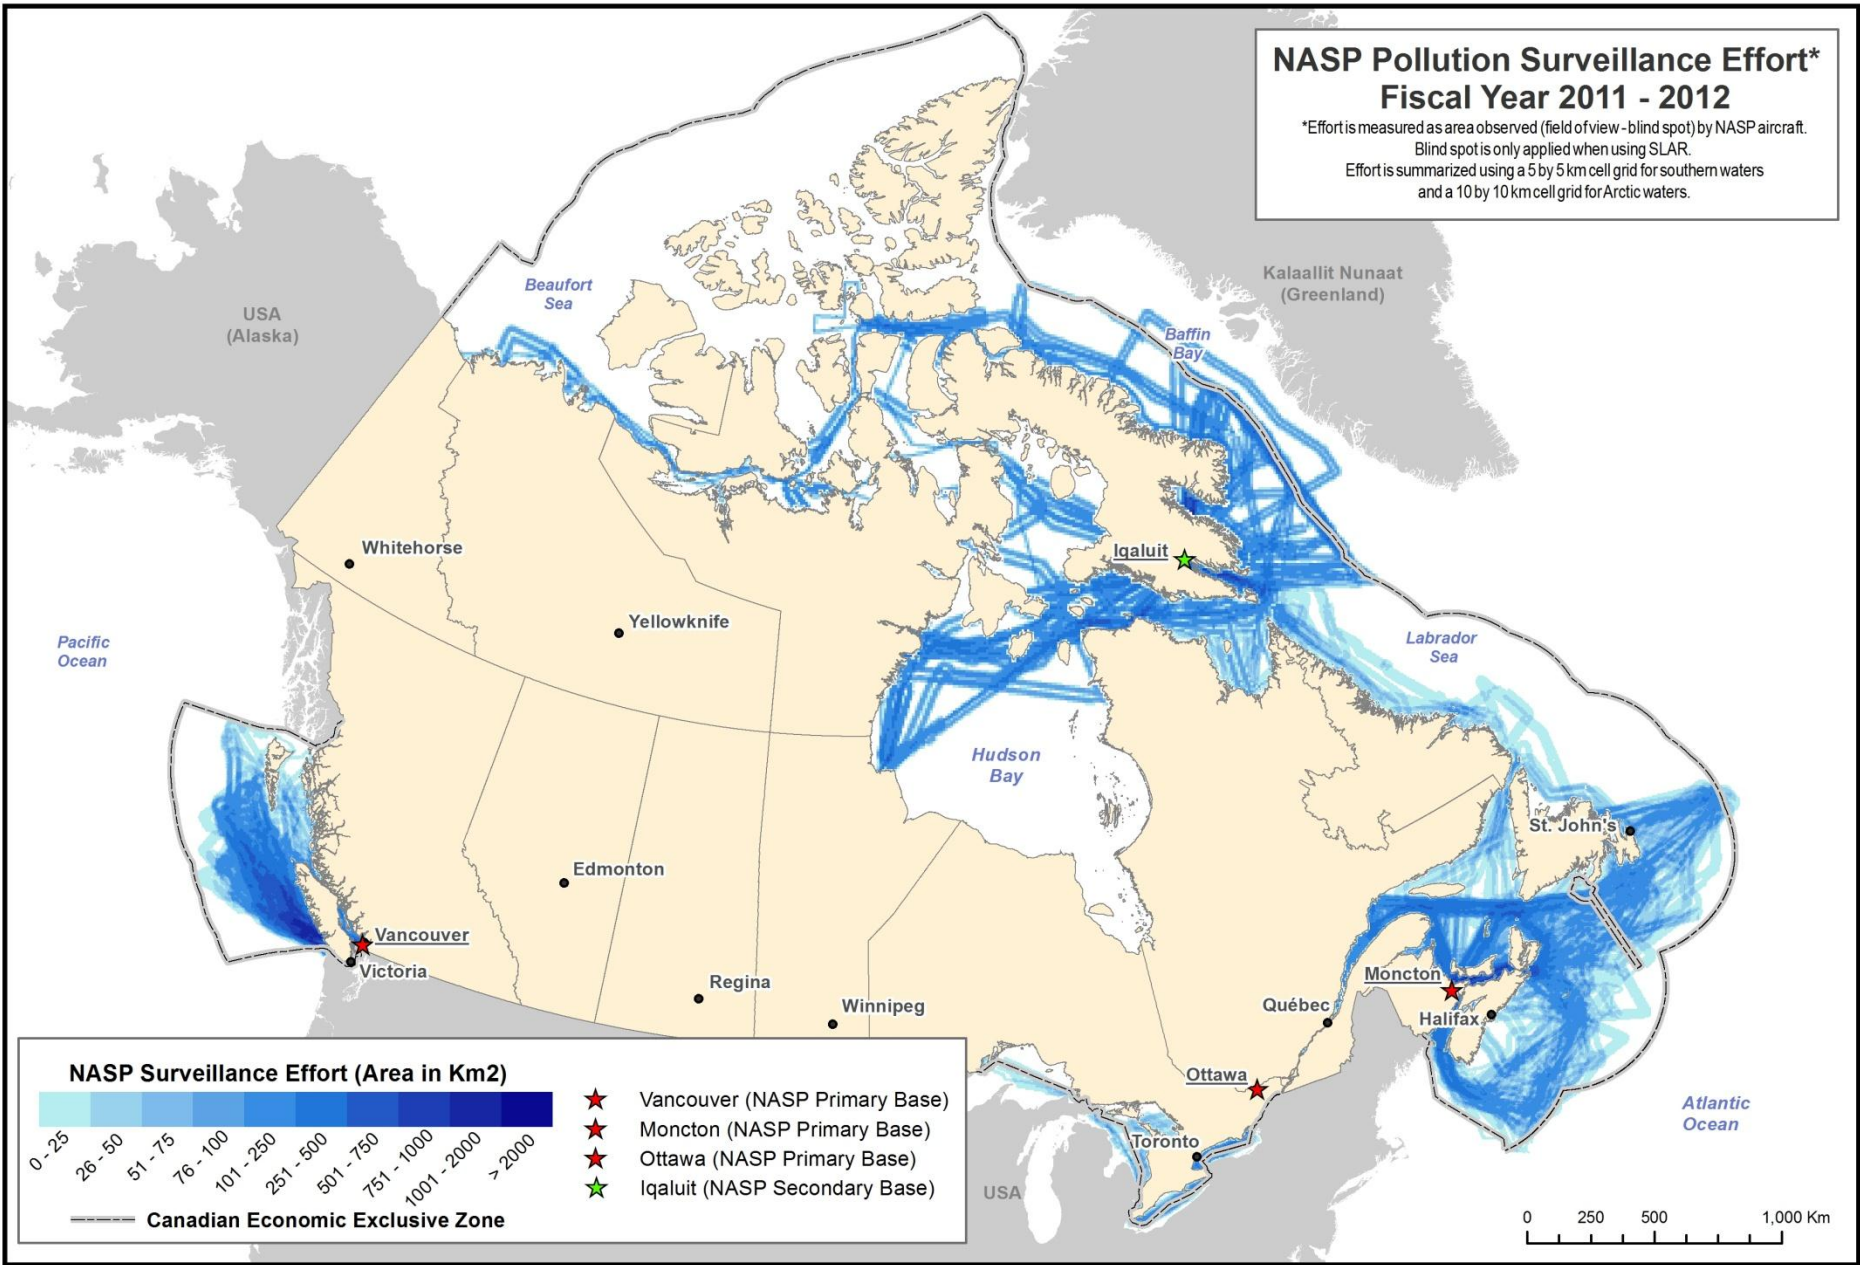 NASP Pollution Surveillance Effort*
Fiscal Year 2011 - 2012
*Effort is measured as area observed (field of view - blind spot) by NASP aircraft.
Blind spot is only applied when using SLAR.
Effort is summarized using a 5 by 5 km cell grid for southern waters
and a 10 by 10 km cell grid for Arctic waters.
Beaufort
Sea
Kalaallit Nunaat
(Greenland)
USA
(Alaska)
Baffin
Bay
Whitehorse
Iqaluit
Yellowknife
Pacific
Ocean
Labrador
Sea
Hudson
Bay
St. John's
Edmonton
Vancouver
Victoria
Regina
Winnipeg
Moncton
Québec
Halifax
Ottawa
Toronto
USA
Atlantic
Ocean
NASP Surveillance Effort (Area in Km2)
0 - 25
26 - 50
51 - 75
76 - 100
101 - 250
251 - 500
501 - 750
751 - 1000
1001 - 2000
> 2000
Canadian Economic Exclusive Zone
Vancouver (NASP Primary Base)
Moncton (NASP Primary Base)
Ottawa (NASP Primary Base)
Iqaluit (NASP Secondary Base)
0 250 500 1,000 Km